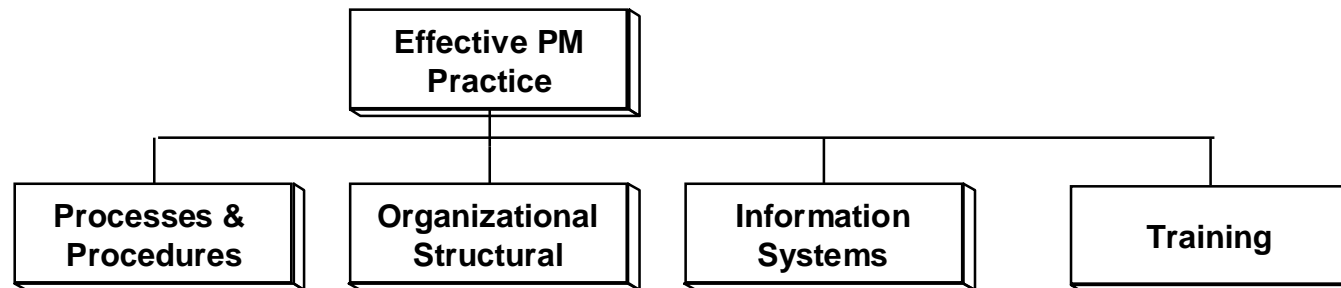 Effective PM
Practice
Processes &
Procedures
Organizational
Structural
Information
Systems
Training